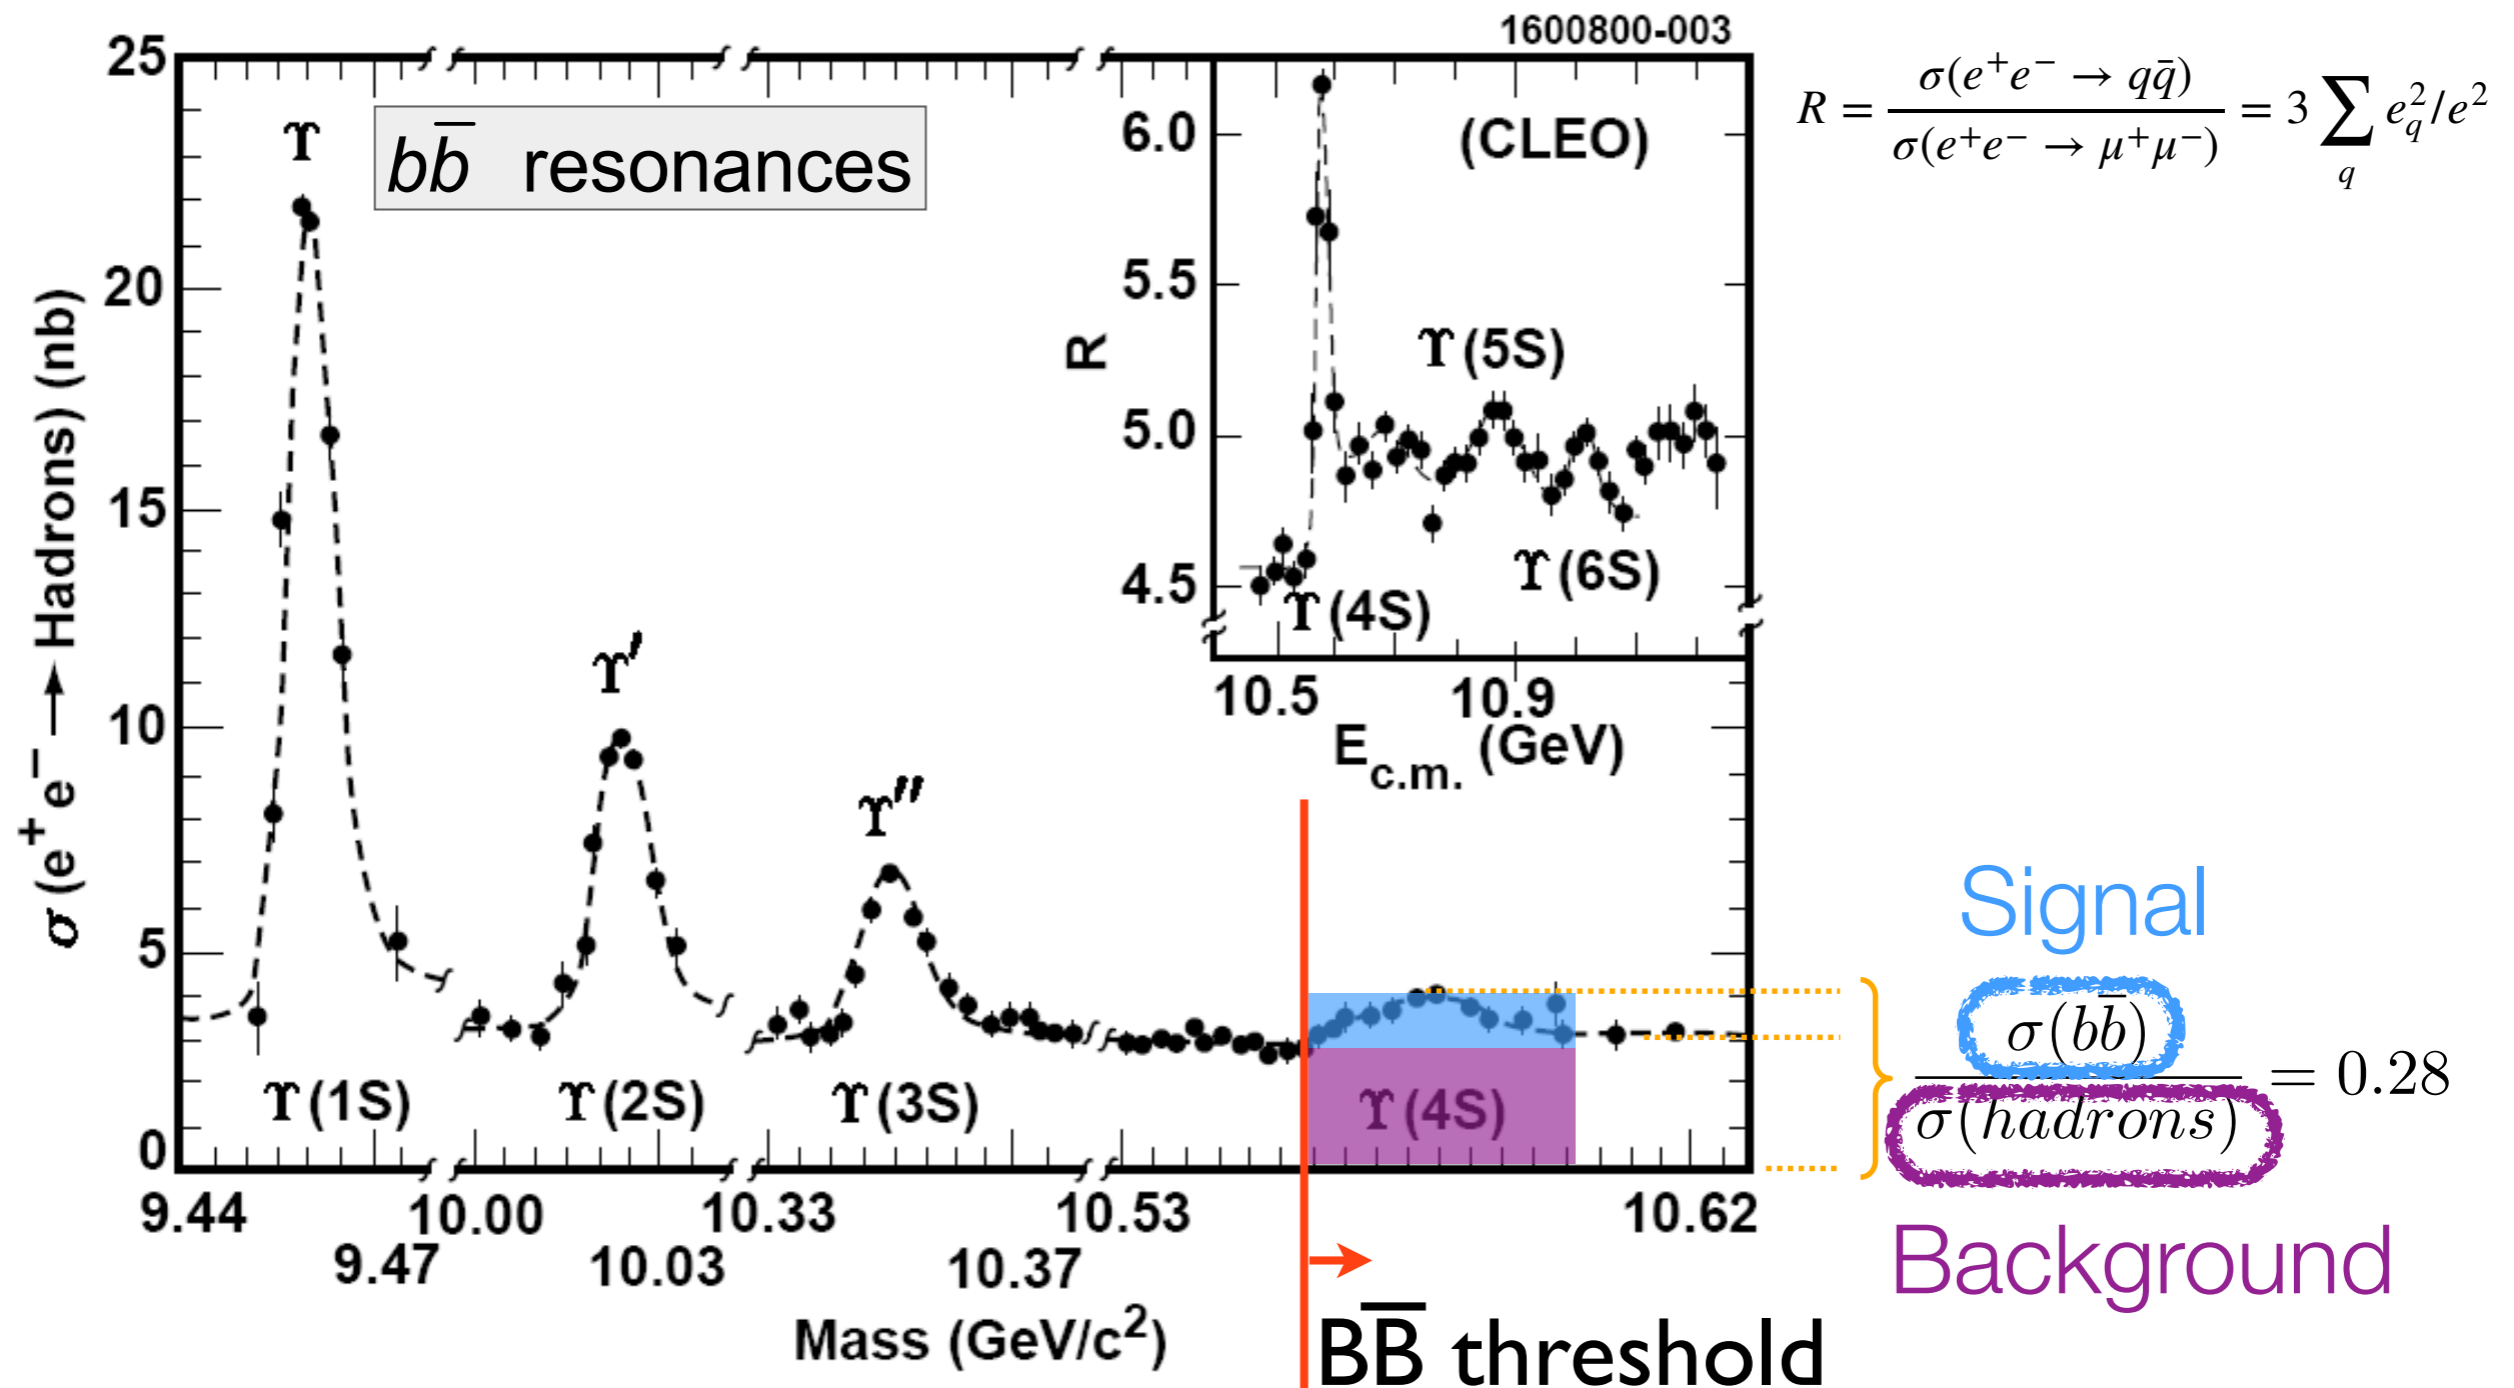 1600800-003
R = σ(e⁺e⁻ → qq̄) / σ(e⁺e⁻ → μ⁺μ⁻) = 3 ∑_q e_q²/e²
σ (e⁺ e⁻ → Hadrons) (nb)
25
20
15
10
5
0
bb̄ resonances
ϒ
ϒ′
ϒ″
ϒ (1S)
ϒ (2S)
ϒ (3S)
ϒ (4S)
(CLEO)
R
6.0
5.5
5.0
4.5
ϒ (5S)
ϒ (6S)
ϒ (4S)
10.5
10.9
E_c.m. (GeV)
Signal
σ(bb̄) / σ(hadrons) = 0.28
Background
9.44
9.47
10.00
10.03
10.33
10.37
10.53
10.62
Mass (GeV/c²)
BB̄ threshold